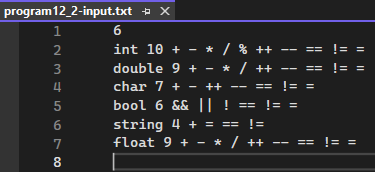 program12_2-input.txt
1 6
2 int 10 + - * / % ++ -- == != =
3 double 9 + - * / ++ -- == != =
4 char 7 + - ++ -- == != =
5 bool 6 && || ! == != =
6 string 4 + = == !=
7 float 9 + - * / ++ -- == != =
8